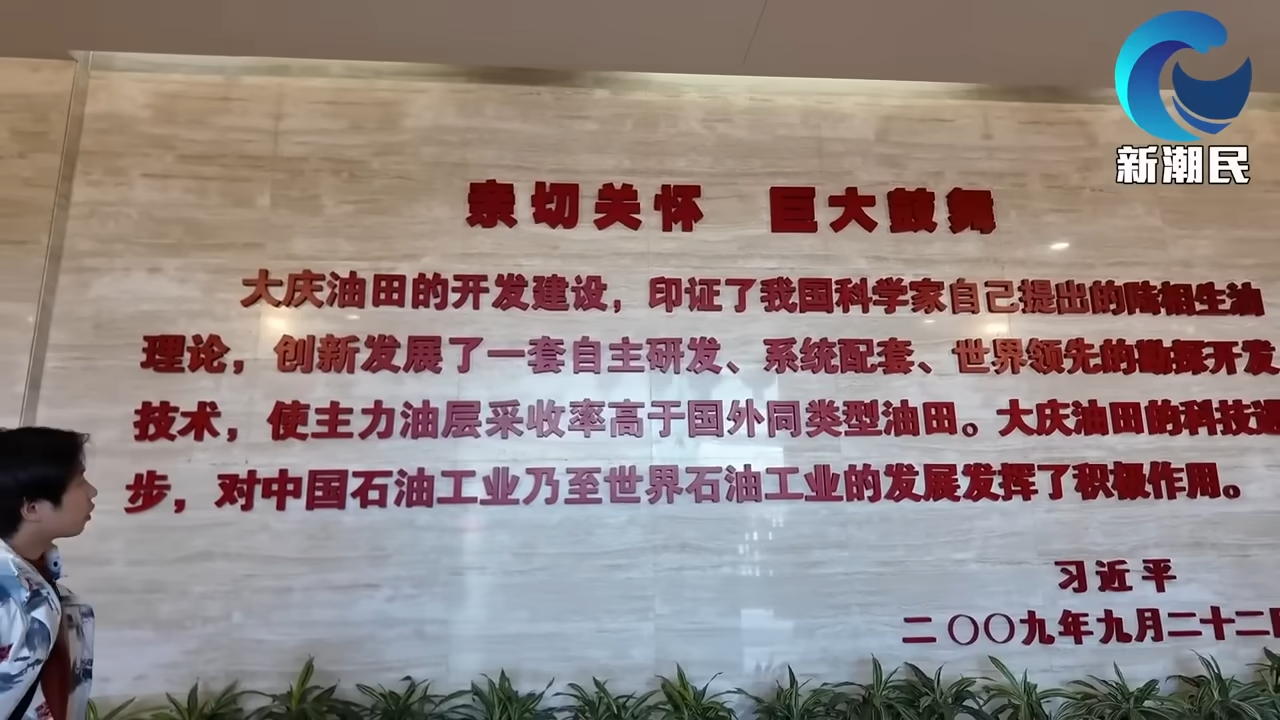 新潮民
亲切关怀 巨大鼓舞
大庆油田的开发建设，印证了我国科学家自己提出的陆相生油
理论，创新发展了一套自主研发、系统配套、世界领先的勘探开发
技术，使主力油层采收率高于国外同类型油田。大庆油田的科技进
步，对中国石油工业乃至世界石油工业的发展发挥了积极作用。
习近平
二〇〇九年九月二十二日